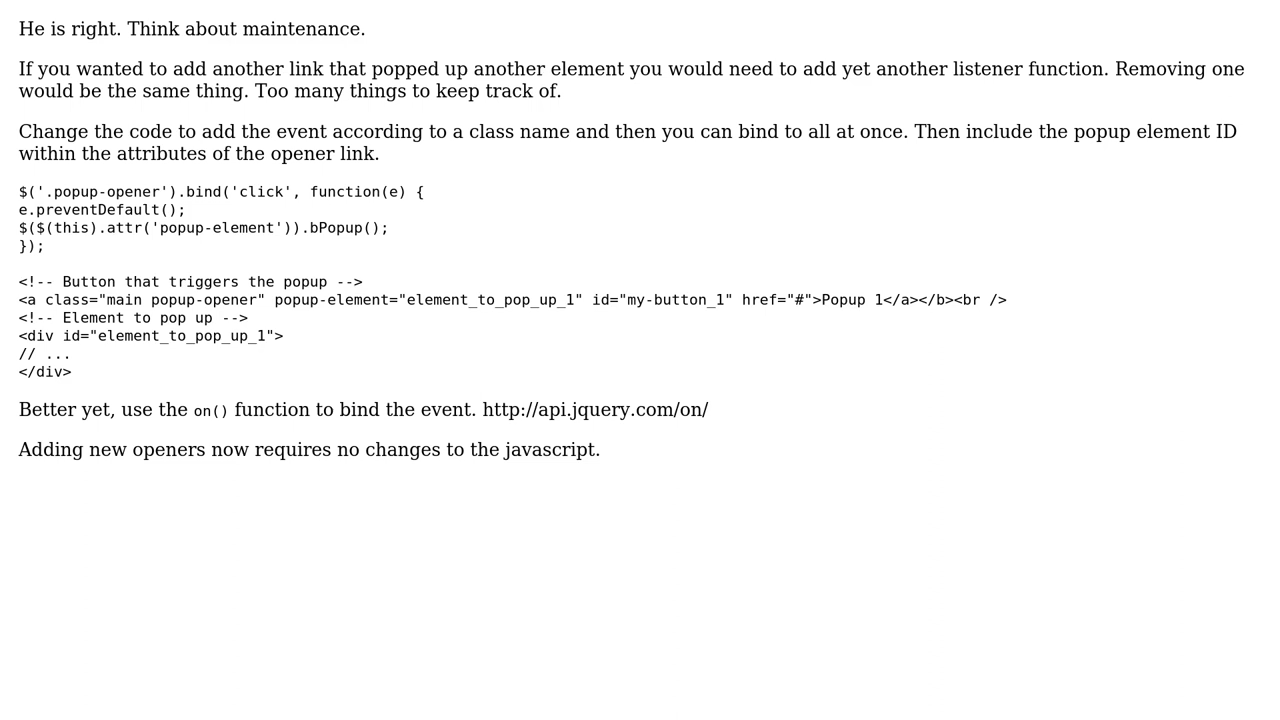 He is right. Think about maintenance.
If you wanted to add another link that popped up another element you would need to add yet another listener function. Removing one
would be the same thing. Too many things to keep track of.
Change the code to add the event according to a class name and then you can bind to all at once. Then include the popup element ID
within the attributes of the opener link.
$('.popup-opener').bind('click', function(e) {
e.preventDefault();
$($(this).attr('popup-element')).bPopup();
});
<!-- Button that triggers the popup -->
<a class="main popup-opener" popup-element="element_to_pop_up_1" id="my-button_1" href="#">Popup 1</a></b><br />
<!-- Element to pop up -->
<div id="element_to_pop_up_1">
// ...
</div>
Better yet, use the on() function to bind the event. http://api.jquery.com/on/
Adding new openers now requires no changes to the javascript.